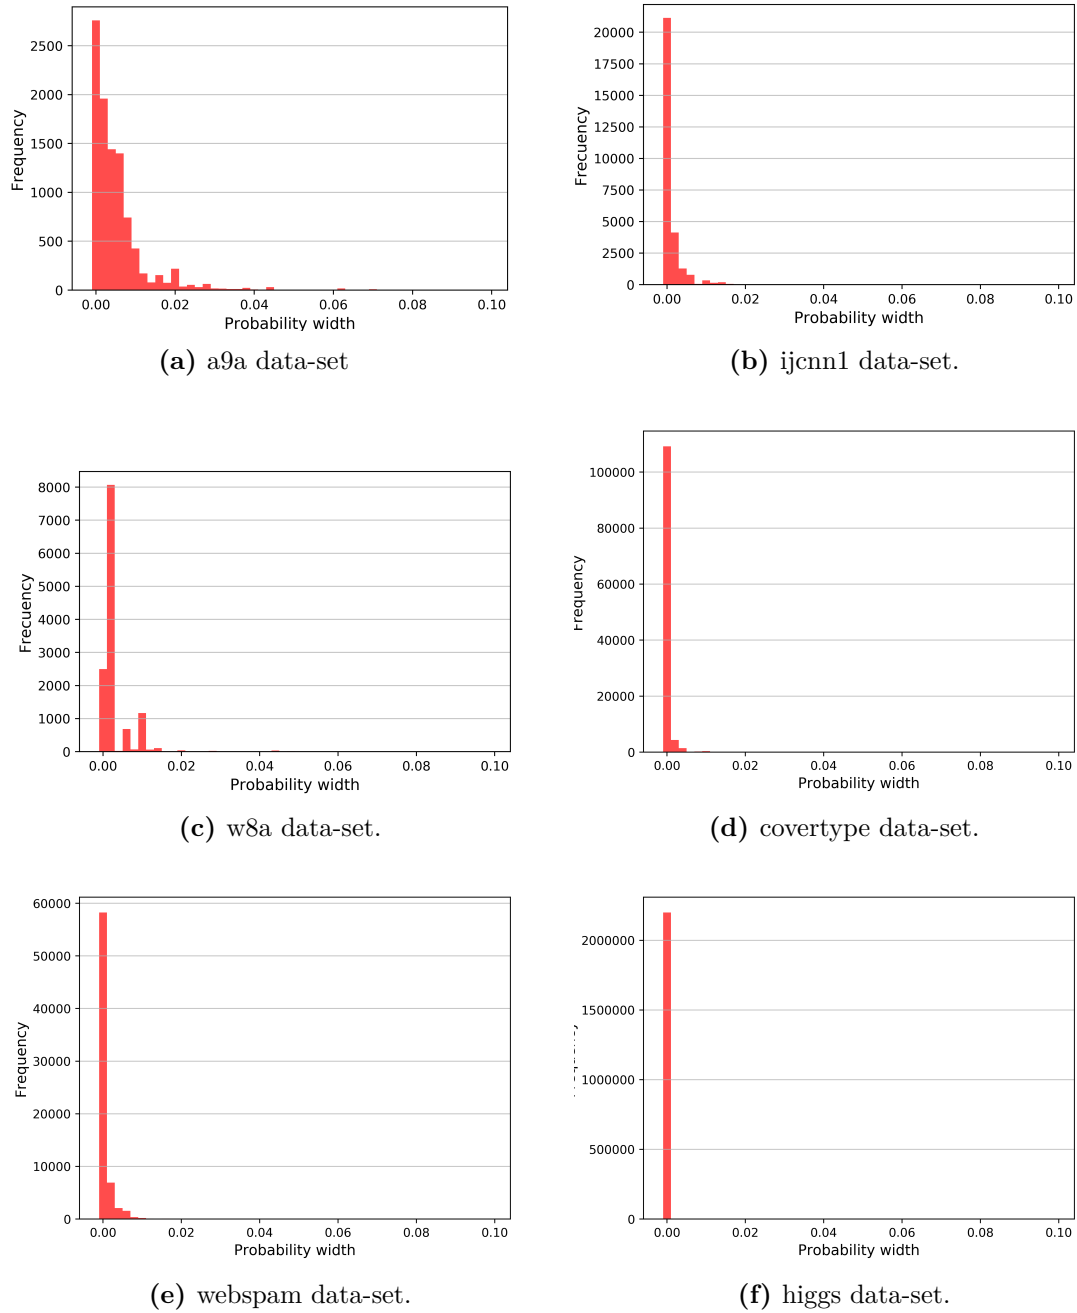 2500
2000
1500
1000
500
0
Frequency
0.00 0.02 0.04 0.06 0.08 0.10
Probability width
(a) a9a data-set
20000
17500
15000
12500
10000
7500
5000
2500
0
Frecuency
0.00 0.02 0.04 0.06 0.08 0.10
Probability width
(b) ijcnn1 data-set.
8000
7000
6000
5000
4000
3000
2000
1000
0
Frecuency
0.00 0.02 0.04 0.06 0.08 0.10
Probability width
(c) w8a data-set.
100000
80000
60000
40000
20000
0
Frequency
0.00 0.02 0.04 0.06 0.08 0.10
Probability width
(d) covertype data-set.
60000
50000
40000
30000
20000
10000
0
Frequency
0.00 0.02 0.04 0.06 0.08 0.10
Probability width
(e) webspam data-set.
2000000
1500000
1000000
500000
0
0.00 0.02 0.04 0.06 0.08 0.10
Probability width
(f) higgs data-set.